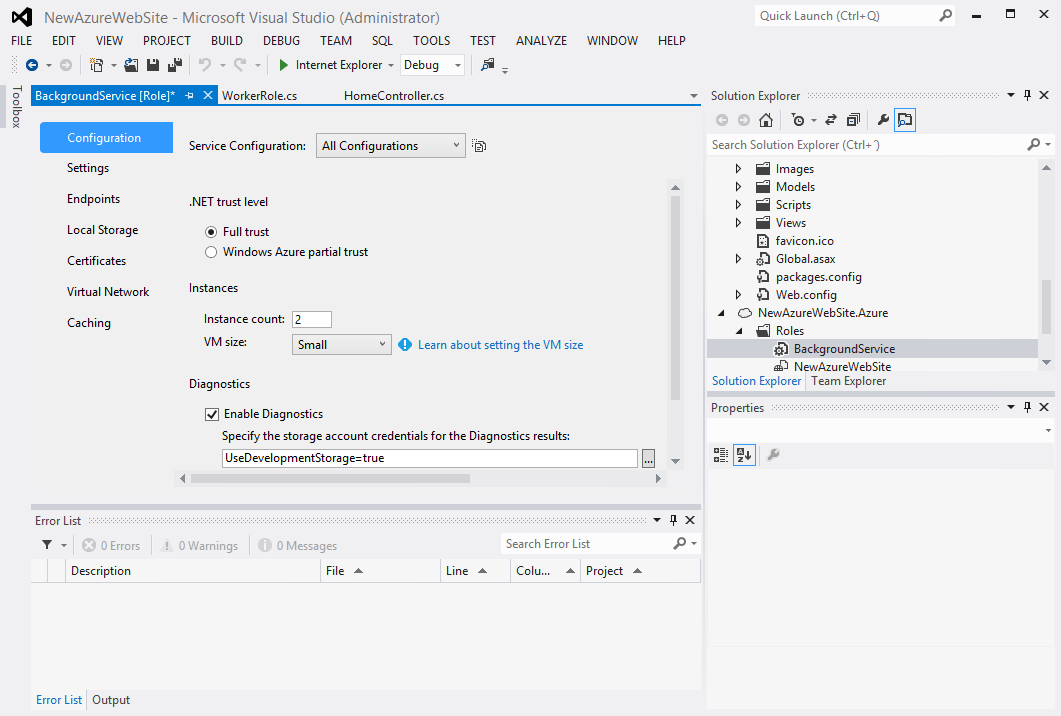 NewAzureWebSite - Microsoft Visual Studio (Administrator)
Quick Launch (Ctrl+Q)
FILE EDIT VIEW PROJECT BUILD DEBUG TEAM SQL TOOLS TEST ANALYZE WINDOW HELP
Internet Explorer Debug
Toolbox
BackgroundService [Role]* WorkerRole.cs HomeController.cs
Configuration
Settings
Endpoints
Local Storage
Certificates
Virtual Network
Caching
Service Configuration: All Configurations
.NET trust level
Full trust
Windows Azure partial trust
Instances
Instance count: 2
VM size: Small Learn about setting the VM size
Diagnostics
Enable Diagnostics
Specify the storage account credentials for the Diagnostics results:
UseDevelopmentStorage=true ...
Solution Explorer
Search Solution Explorer (Ctrl+´)
Images
Models
Scripts
Views
favicon.ico
Global.asax
packages.config
Web.config
NewAzureWebSite.Azure
Roles
BackgroundService
NewAzureWebSite
Solution Explorer Team Explorer
Properties
Error List
0 Errors 0 Warnings 0 Messages Search Error List
Description File Line Colu... Project
Error List Output